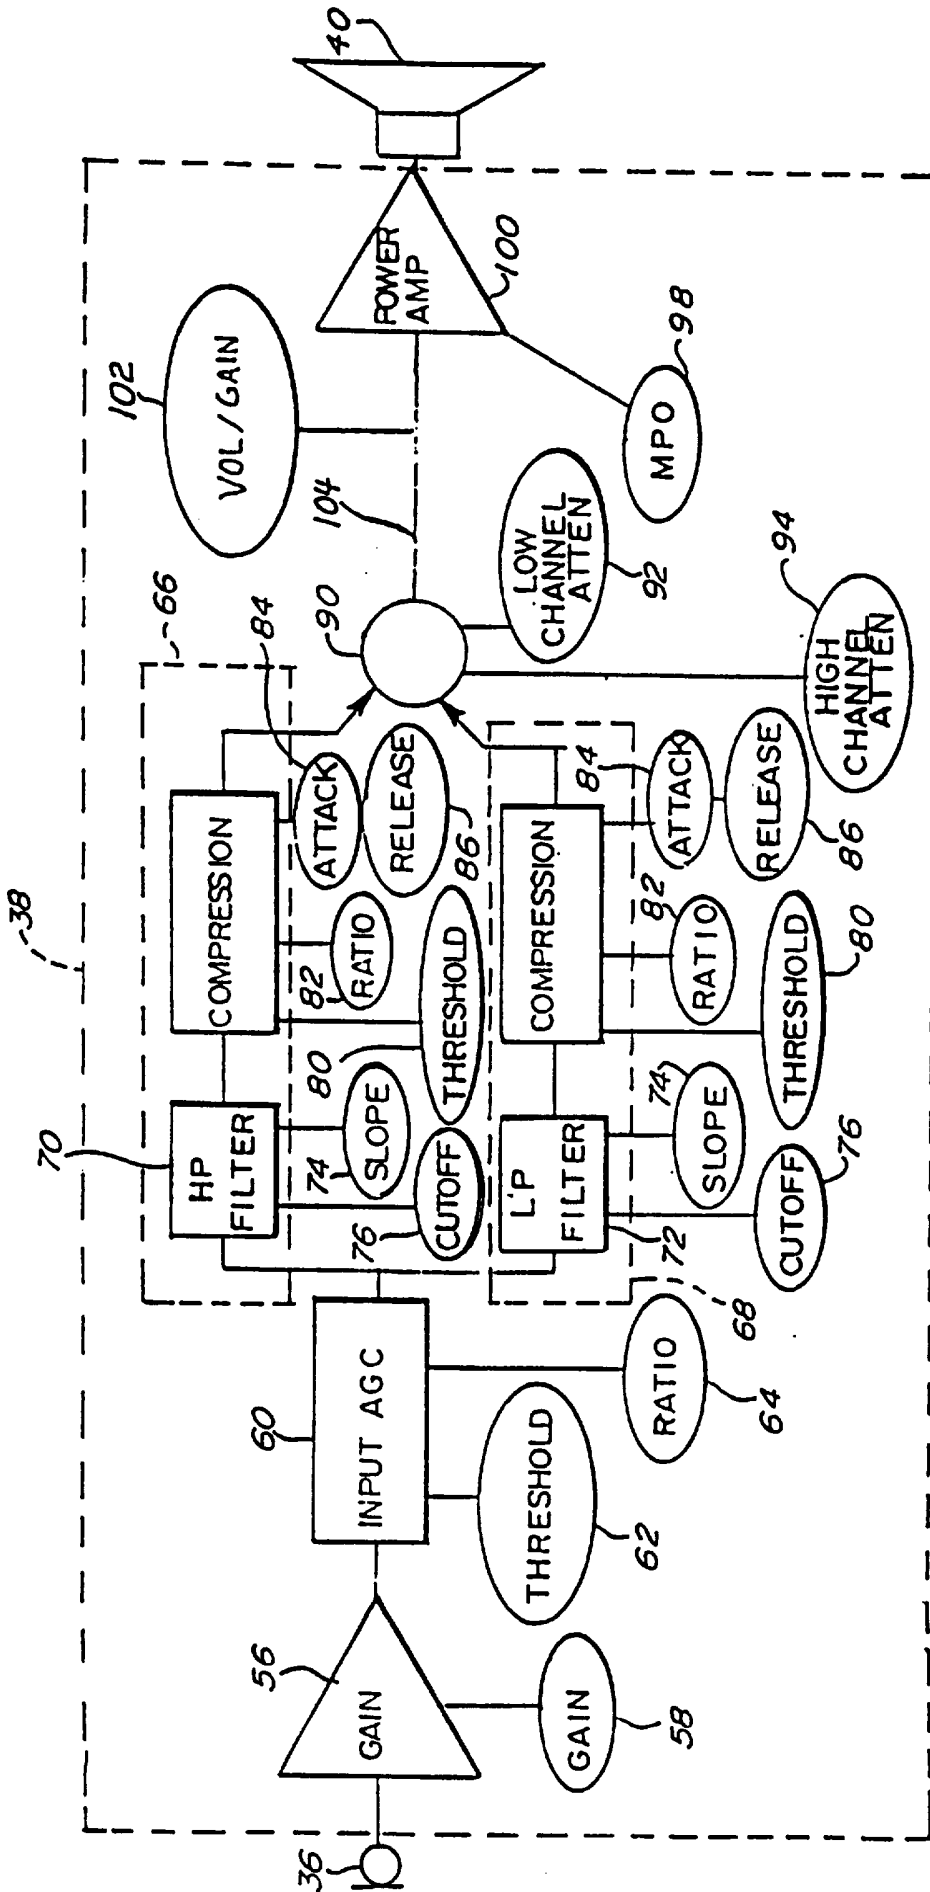 38
36
GAIN
56
GAIN
58
INPUT AGC
60
THRESHOLD
62
RATIO
64
66
HP
FILTER
70
SLOPE
74
CUTOFF
76
COMPRESSION
THRESHOLD
80
RATIO
82
ATTACK
84
RELEASE
86
68
LP
FILTER
72
SLOPE
74
CUTOFF
76
COMPRESSION
THRESHOLD
80
RATIO
82
ATTACK
84
RELEASE
86
90
LOW
CHANNEL
ATTEN
92
HIGH
CHANNEL
ATTEN
94
104
VOL/GAIN
102
POWER
AMP
100
MPO
98
40